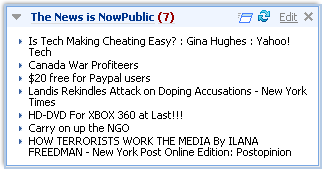 The News is NowPublic (7) Edit
Is Tech Making Cheating Easy? : Gina Hughes : Yahoo!
Tech
Canada War Profiteers
$20 free for Paypal users
Landis Rekindles Attack on Doping Accusations - New York
Times
HD-DVD For XBOX 360 at Last!!!
Carry on up the NGO
HOW TERRORISTS WORK THE MEDIA By ILANA
FREEDMAN - New York Post Online Edition: Postopinion